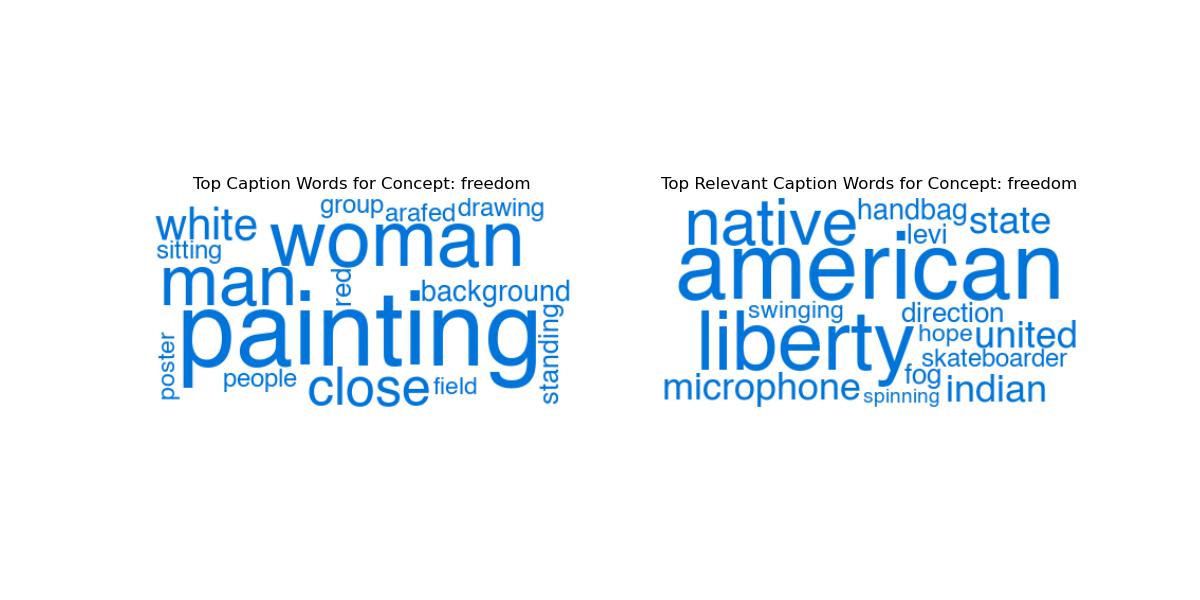 Top Caption Words for Concept: freedom
group arafed drawing
white woman
sitting
man red background
painting
poster people close field standing
Top Relevant Caption Words for Concept: freedom
native handbag state
levi
american
swinging direction
liberty hope united
skateboarder
microphone fog indian
spinning